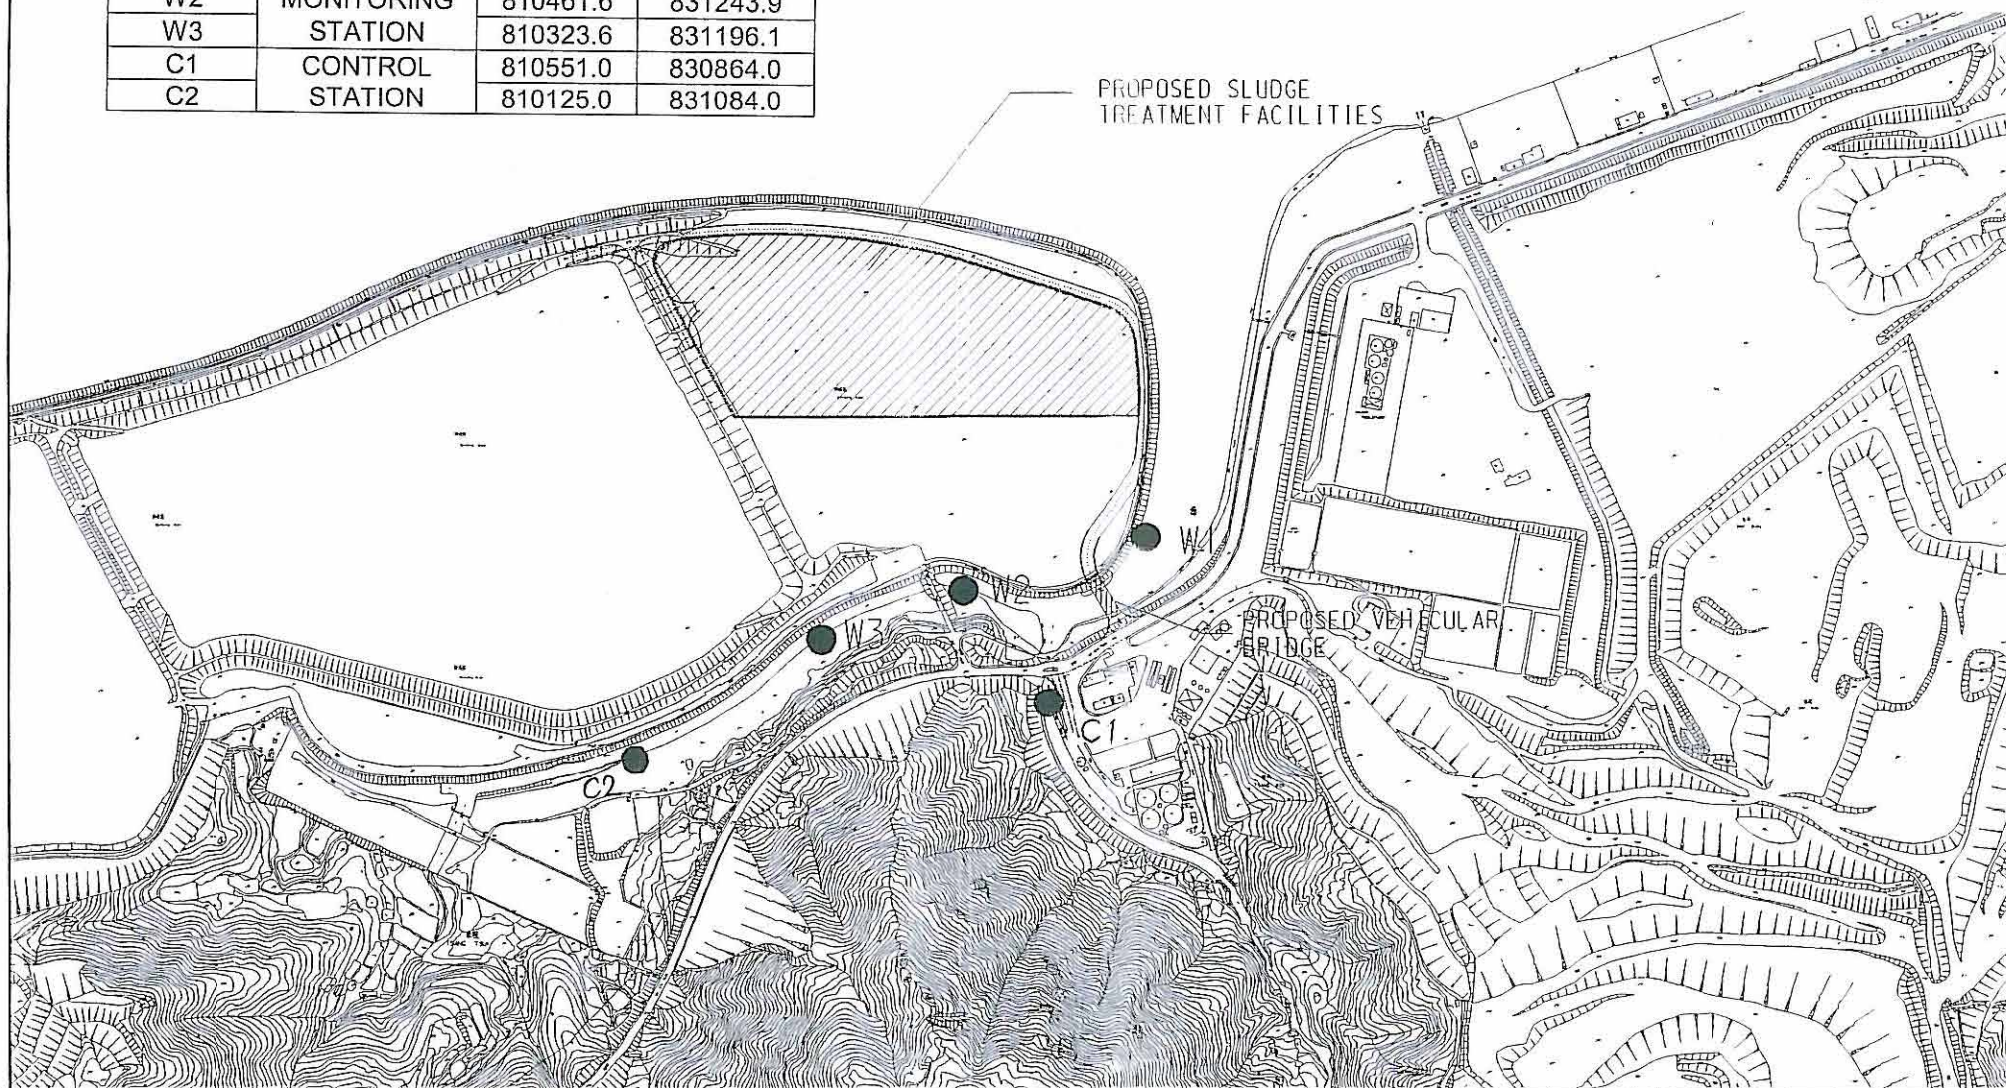 W2 MONITORING 810461.6 831243.9
W3 STATION 810323.6 831196.1
C1 CONTROL 810551.0 830864.0
C2 STATION 810125.0 831084.0
PROPOSED SLUDGE
TREATMENT FACILITIES
W1
W2
W3
PROPOSED VEHICULAR
BRIDGE
C1
C2